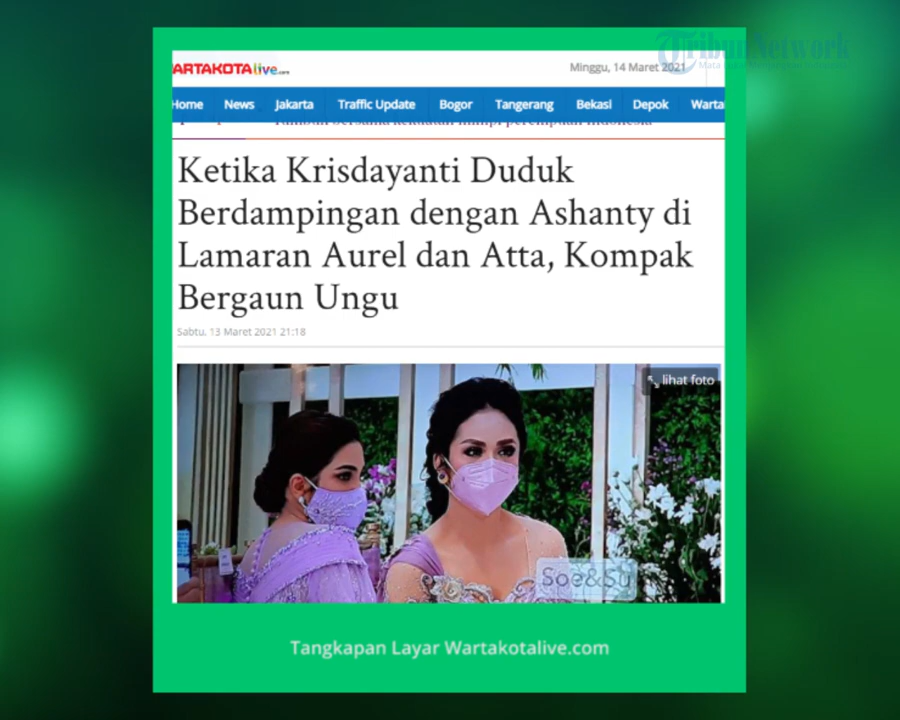 TribunNetwork
WARTAKOTAlive.com
Minggu, 14 Maret 2021
Home News Jakarta Traffic Update Bogor Tangerang Bekasi Depok Warta
Ketika Krisdayanti Duduk
Berdampingan dengan Ashanty di
Lamaran Aurel dan Atta, Kompak
Bergaun Ungu
Sabtu, 13 Maret 2021 21:18
lihat foto
Soe&Su
Tangkapan Layar Wartakotalive.com